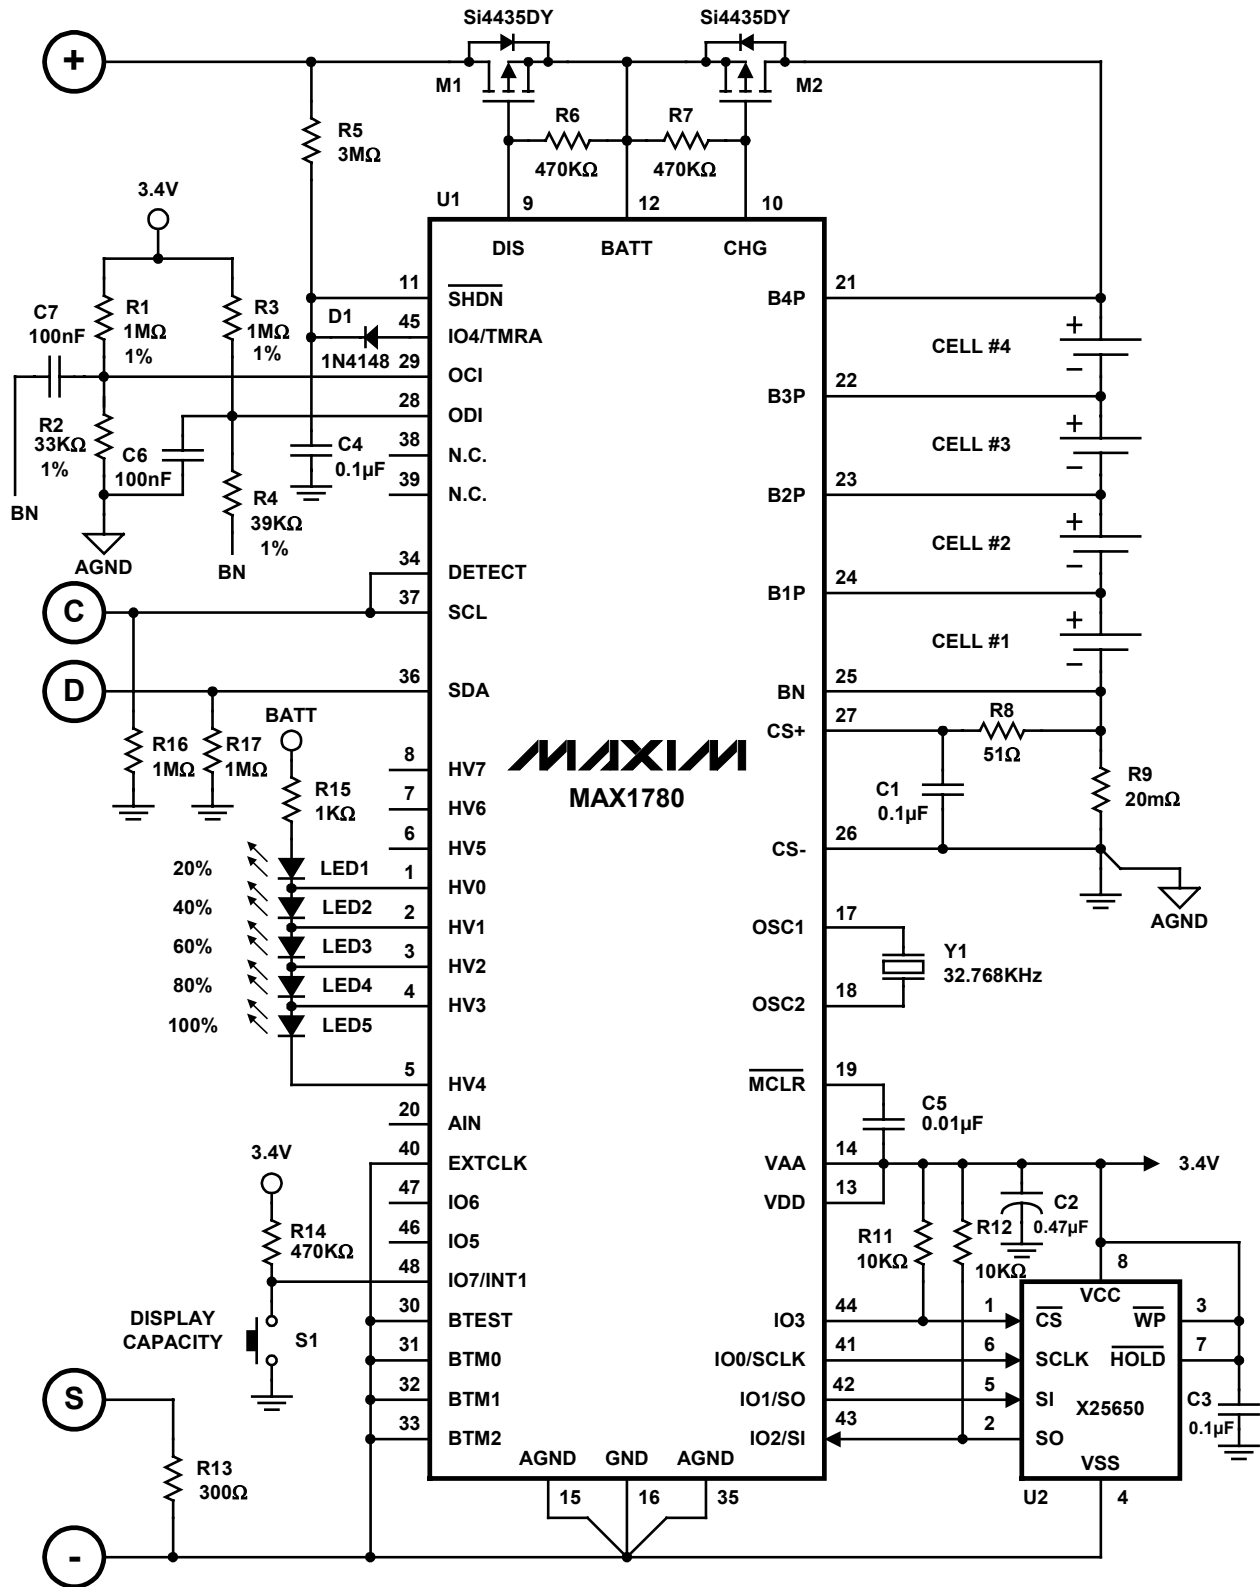 Si4435DY
Si4435DY
+
M1
M2
R6
470KΩ
R7
470KΩ
R5
3MΩ
3.4V
U1
9
12
10
DIS
BATT
CHG
11
SHDN
45
IO4/TMRA
29
OCI
28
ODI
38
N.C.
39
N.C.
34
DETECT
37
SCL
36
SDA
8
HV7
7
HV6
6
HV5
1
HV0
2
HV1
3
HV2
4
HV3
5
HV4
20
AIN
40
EXTCLK
47
IO6
46
IO5
48
IO7/INT1
30
BTEST
31
BTM0
32
BTM1
33
BTM2
C7
100nF
R1
1MΩ
1%
R3
1MΩ
1%
D1
1N4148
R2
33KΩ
1%
C6
100nF
C4
0.1µF
BN
R4
39KΩ
1%
AGND
BN
C
D
R16
1MΩ
R17
1MΩ
BATT
R15
1KΩ
20%
LED1
40%
LED2
60%
LED3
80%
LED4
100%
LED5
3.4V
R14
470KΩ
DISPLAY
CAPACITY
S1
S
R13
300Ω
-
MAXIM
MAX1780
B4P
21
CELL #4
+
–
B3P
22
CELL #3
+
–
B2P
23
CELL #2
+
–
B1P
24
CELL #1
+
–
BN
25
CS+
27
R8
51Ω
C1
0.1µF
R9
20mΩ
CS-
26
AGND
OSC1
17
Y1
32.768KHz
OSC2
18
MCLR
19
C5
0.01µF
VAA
14
3.4V
VDD
13
C2
0.47µF
R11
10KΩ
R12
10KΩ
8
VCC
IO3
44
1
CS
WP
3
IO0/SCLK
41
6
SCLK
HOLD
7
IO1/SO
42
5
SI
X25650
C3
0.1µF
IO2/SI
43
2
SO
VSS
U2
4
AGND
GND
AGND
15
16
35